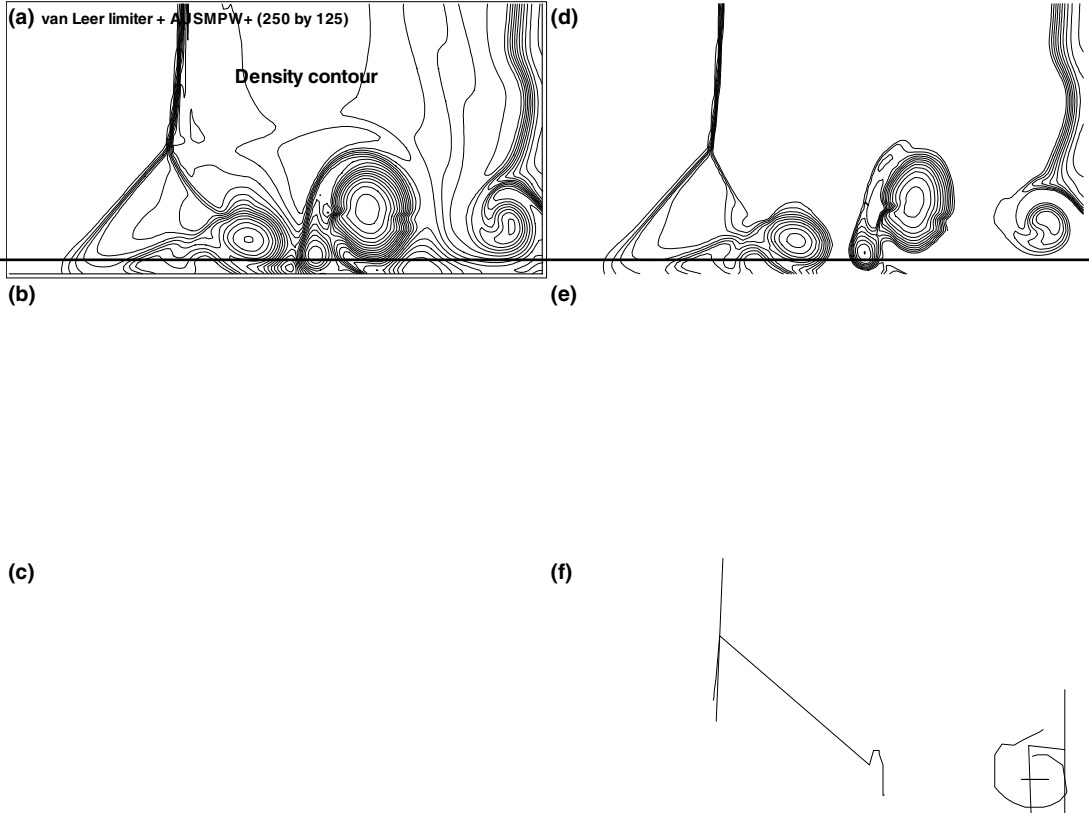 (a) van Leer limiter + AUSMPW+ (250 by 125)
Density contour
(d)
(b)
(e)
(c)
(f)